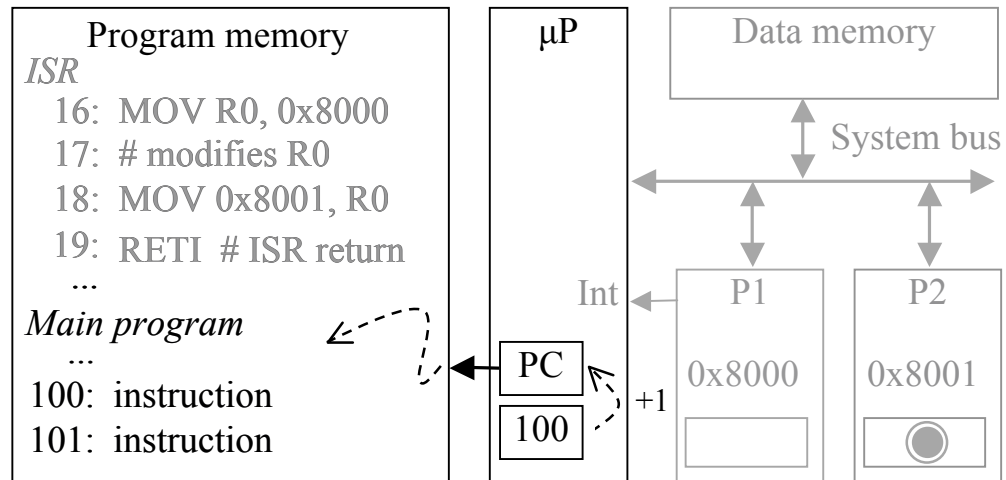 Program memory
ISR
16: MOV R0, 0x8000
17: # modifies R0
18: MOV 0x8001, R0
19: RETI # ISR return
...
Main program
...
100: instruction
101: instruction
μP
Int
PC
100
+1
Data memory
System bus
P1
0x8000
P2
0x8001